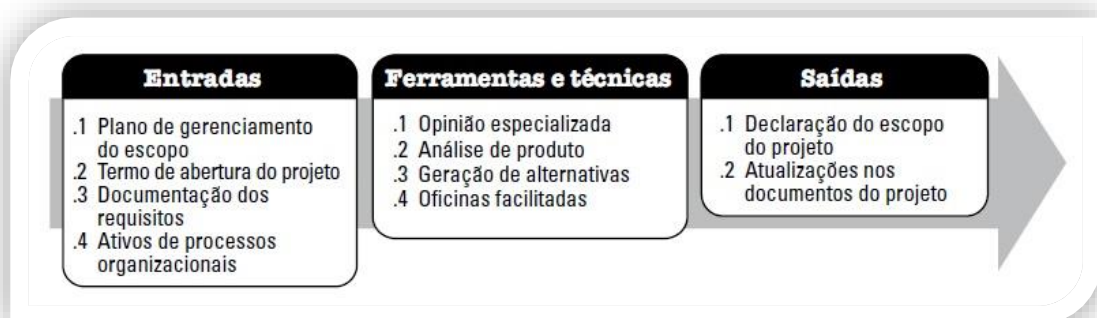 Entradas
.1 Plano de gerenciamento
do escopo
.2 Termo de abertura do projeto
.3 Documentação dos
requisitos
.4 Ativos de processos
organizacionais
Ferramentas e técnicas
.1 Opinião especializada
.2 Análise de produto
.3 Geração de alternativas
.4 Oficinas facilitadas
Saídas
.1 Declaração do escopo
do projeto
.2 Atualizações nos
documentos do projeto